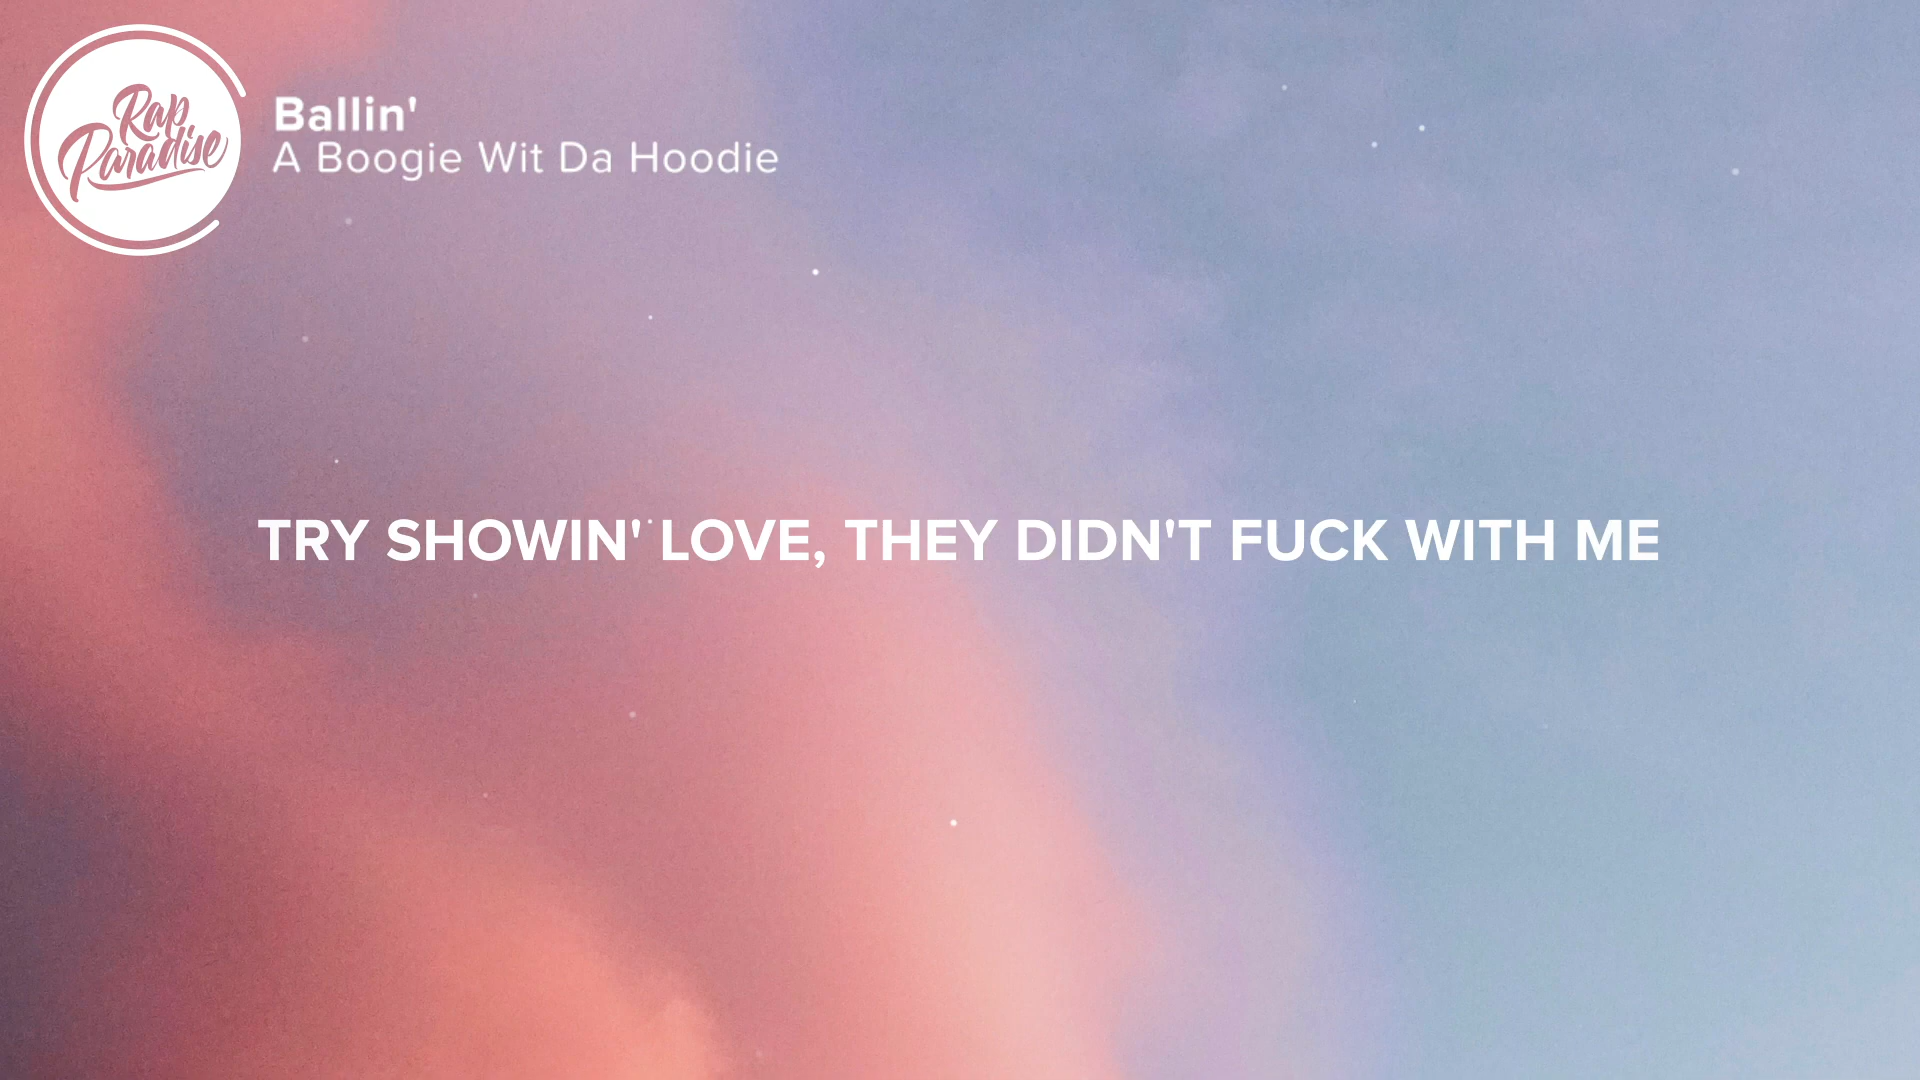 Rap
Paradise
Ballin'
A Boogie Wit Da Hoodie
TRY SHOWIN' LOVE, THEY DIDN'T FUCK WITH ME